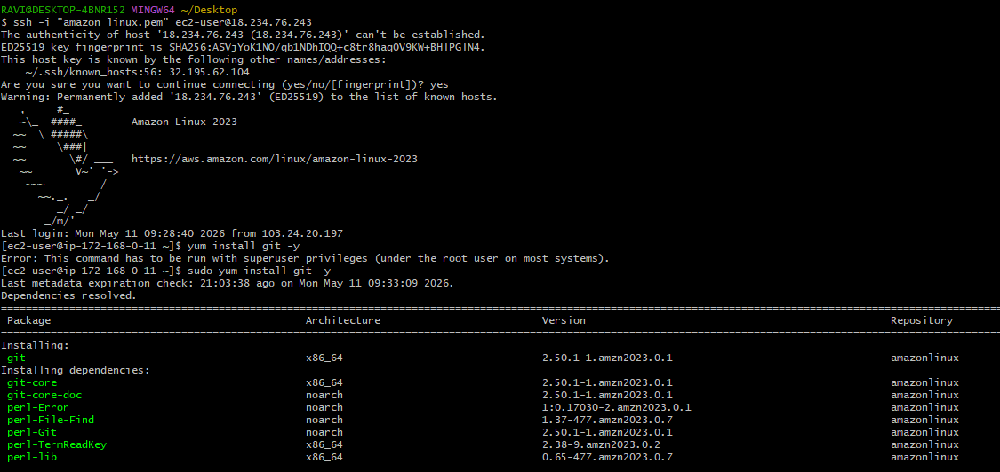 RAVI@DESKTOP-4BNR152 MINGW64 ~/Desktop
$ ssh -i "amazon linux.pem" ec2-user@18.234.76.243
The authenticity of host '18.234.76.243 (18.234.76.243)' can't be established.
ED25519 key fingerprint is SHA256:ASVjYoK1NO/qb1NDhIQQ+c8tr8haq0V9KW+BHlPGlN4.
This host key is known by the following other names/addresses:
    ~/.ssh/known_hosts:56: 32.195.62.104
Are you sure you want to continue connecting (yes/no/[fingerprint])? yes
Warning: Permanently added '18.234.76.243' (ED25519) to the list of known hosts.
   ,     #_
   ~\_  ####_        Amazon Linux 2023
  ~~  \_#####\
  ~~     \###|
  ~~       \#/ ___   https://aws.amazon.com/linux/amazon-linux-2023
   ~~       V~' '->
    ~~~         /
      ~~._.   _/
         _/ _/
       _/m/'
Last login: Mon May 11 09:28:40 2026 from 103.24.20.197
[ec2-user@ip-172-168-0-11 ~]$ yum install git -y
Error: This command has to be run with superuser privileges (under the root user on most systems).
[ec2-user@ip-172-168-0-11 ~]$ sudo yum install git -y
Last metadata expiration check: 21:03:38 ago on Mon May 11 09:33:09 2026.
Dependencies resolved.
Package Architecture Version Repository
Installing:
git x86_64 2.50.1-1.amzn2023.0.1 amazonlinux
Installing dependencies:
git-core x86_64 2.50.1-1.amzn2023.0.1 amazonlinux
git-core-doc noarch 2.50.1-1.amzn2023.0.1 amazonlinux
perl-Error noarch 1:0.17030-2.amzn2023.0.1 amazonlinux
perl-File-Find noarch 1.37-477.amzn2023.0.7 amazonlinux
perl-Git noarch 2.50.1-1.amzn2023.0.1 amazonlinux
perl-TermReadKey x86_64 2.38-9.amzn2023.0.2 amazonlinux
perl-lib x86_64 0.65-477.amzn2023.0.7 amazonlinux